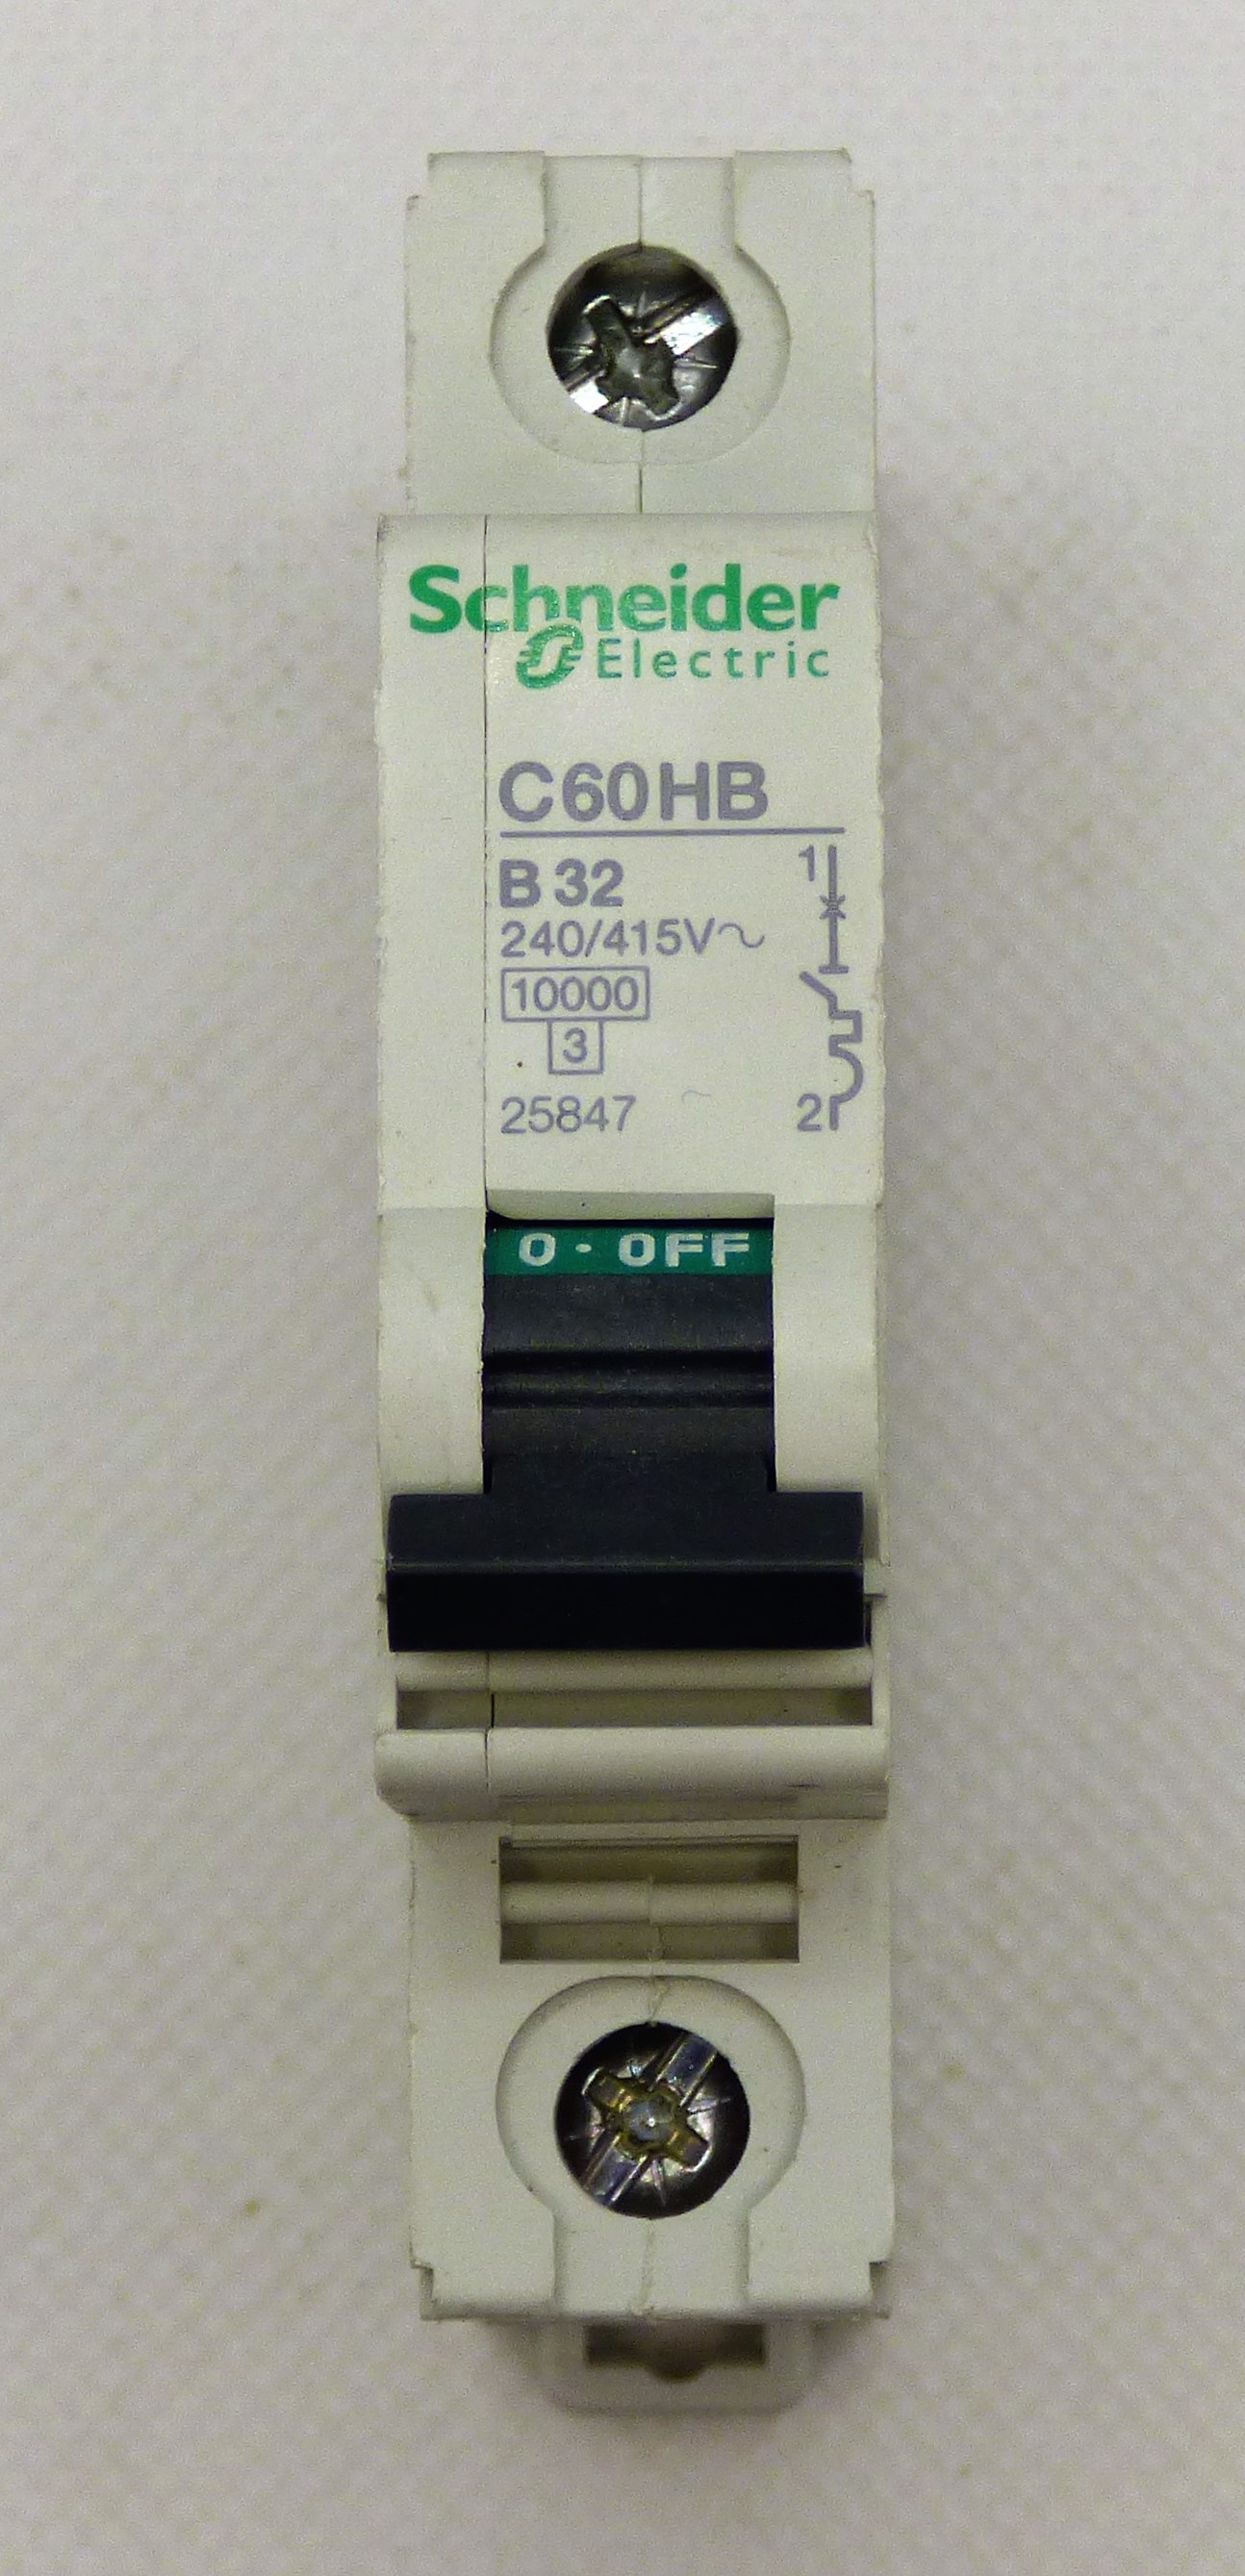 Schneider
Electric
C60HB
B 32
1
240/415V~
10000
3
25847
2
O · OFF